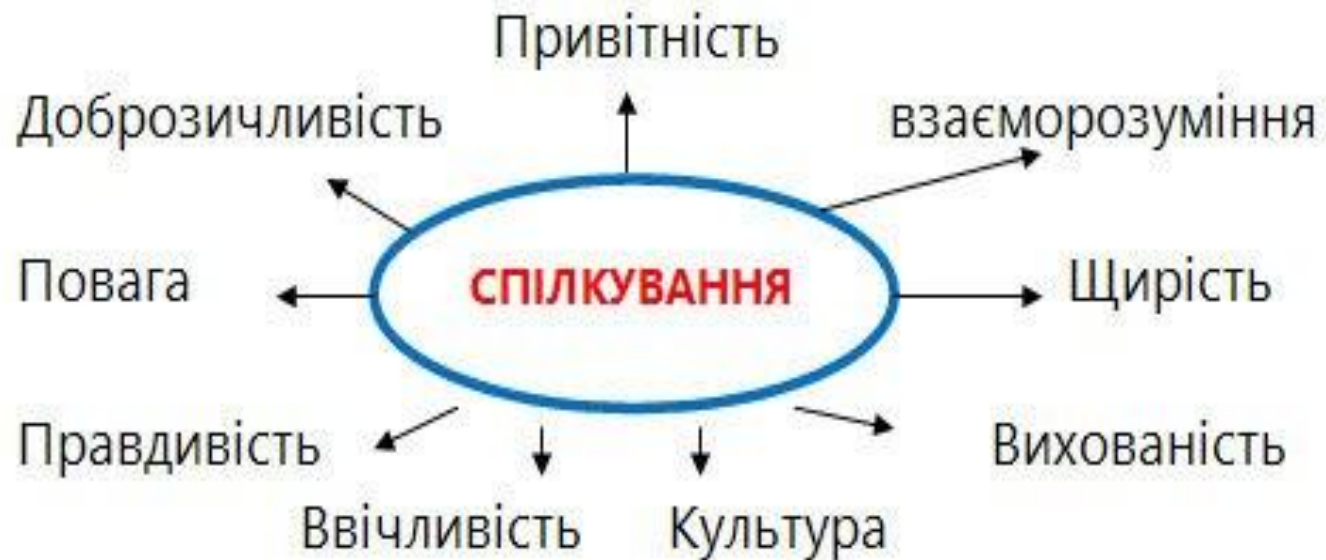 Привітність
Доброзичливість
взаєморозуміння
Повага
СПІЛКУВАННЯ
Щирість
Правдивість
Вихованість
Ввічливість
Культура